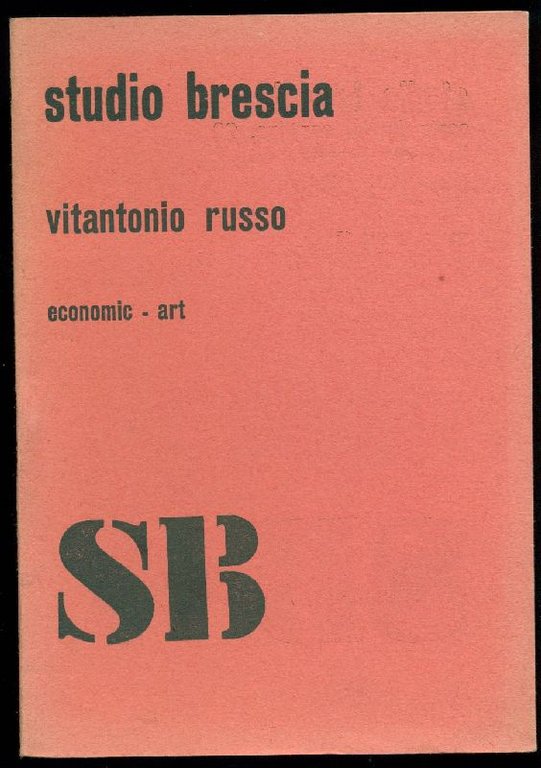 studio brescia
vitantonio russo
economic - art
SB